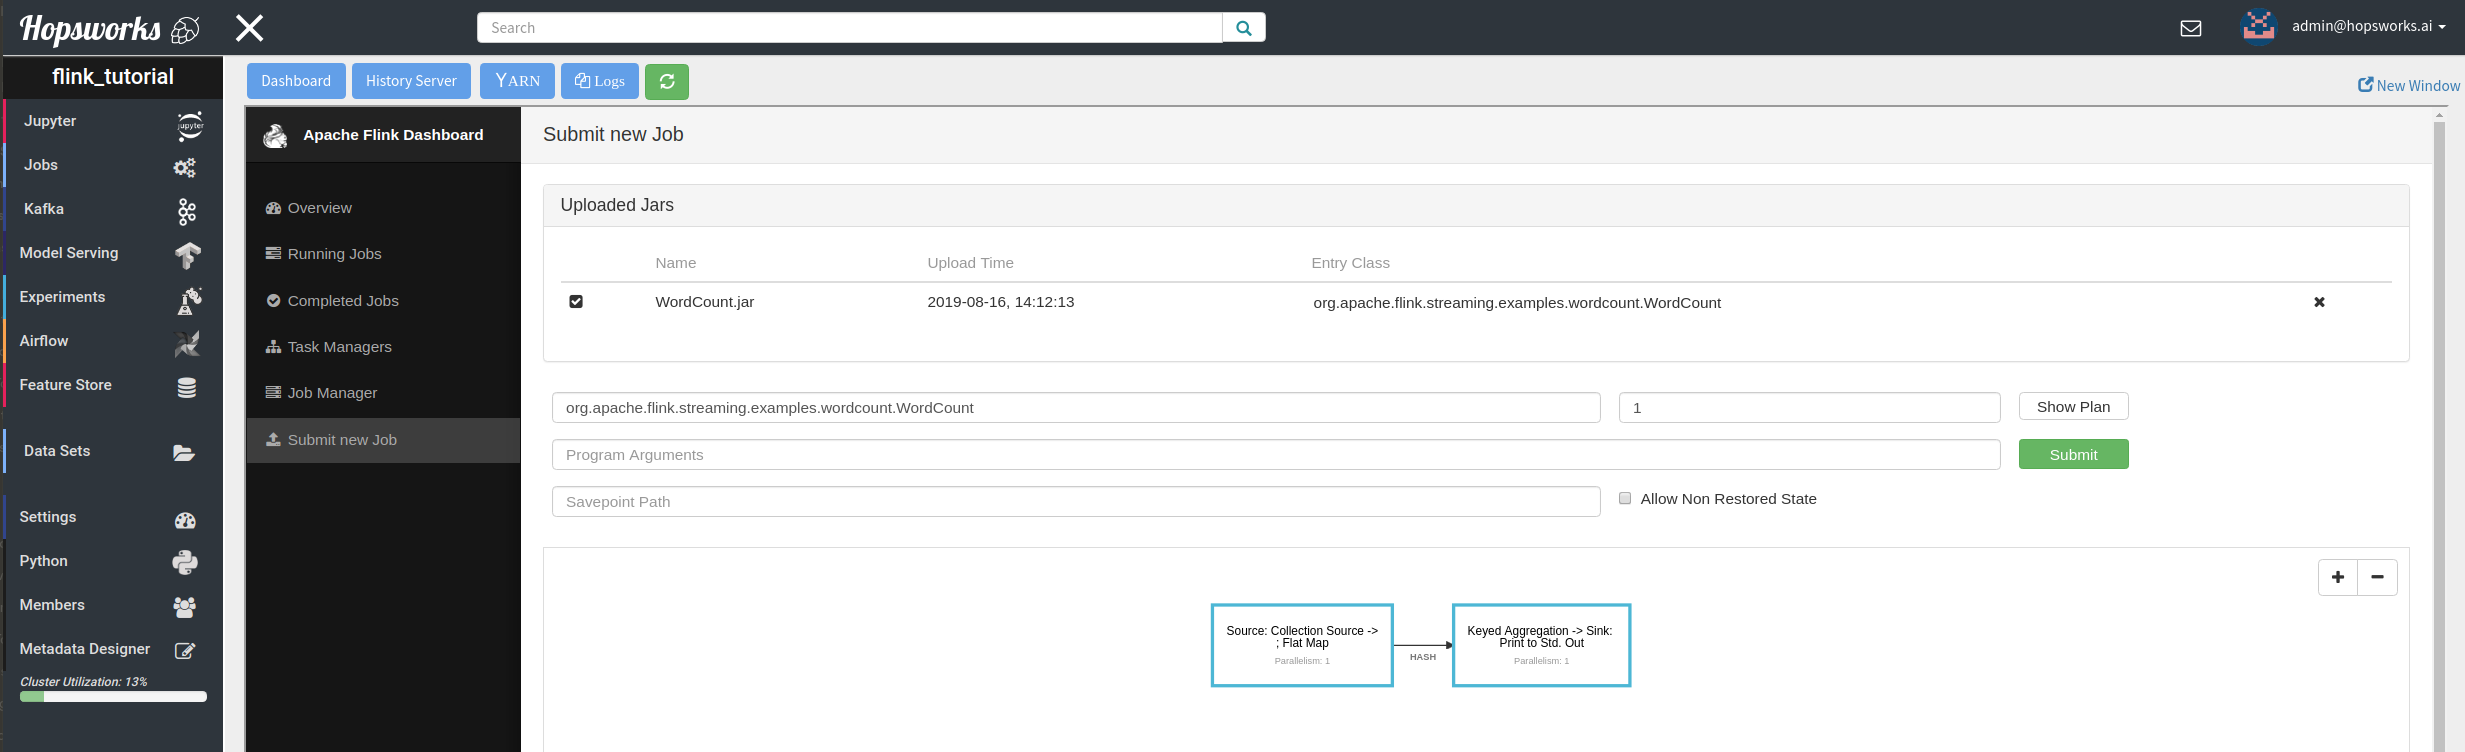 Hopsworks
Search
admin@hopsworks.ai
flink_tutorial
Dashboard
History Server
YARN
Logs
New Window
Jupyter
jupyter
Jobs
Kafka
Model Serving
Experiments
Airflow
Feature Store
Data Sets
Settings
Python
Members
Metadata Designer
Cluster Utilization: 13%
Apache Flink Dashboard
Overview
Running Jobs
Completed Jobs
Task Managers
Job Manager
Submit new Job
Submit new Job
Uploaded Jars
Name Upload Time Entry Class
WordCount.jar 2019-08-16, 14:12:13 org.apache.flink.streaming.examples.wordcount.WordCount
org.apache.flink.streaming.examples.wordcount.WordCount 1 Show Plan
Program Arguments Submit
Savepoint Path Allow Non Restored State
Source: Collection Source ->
; Flat Map
Parallelism: 1
HASH
Keyed Aggregation -> Sink:
Print to Std. Out
Parallelism: 1